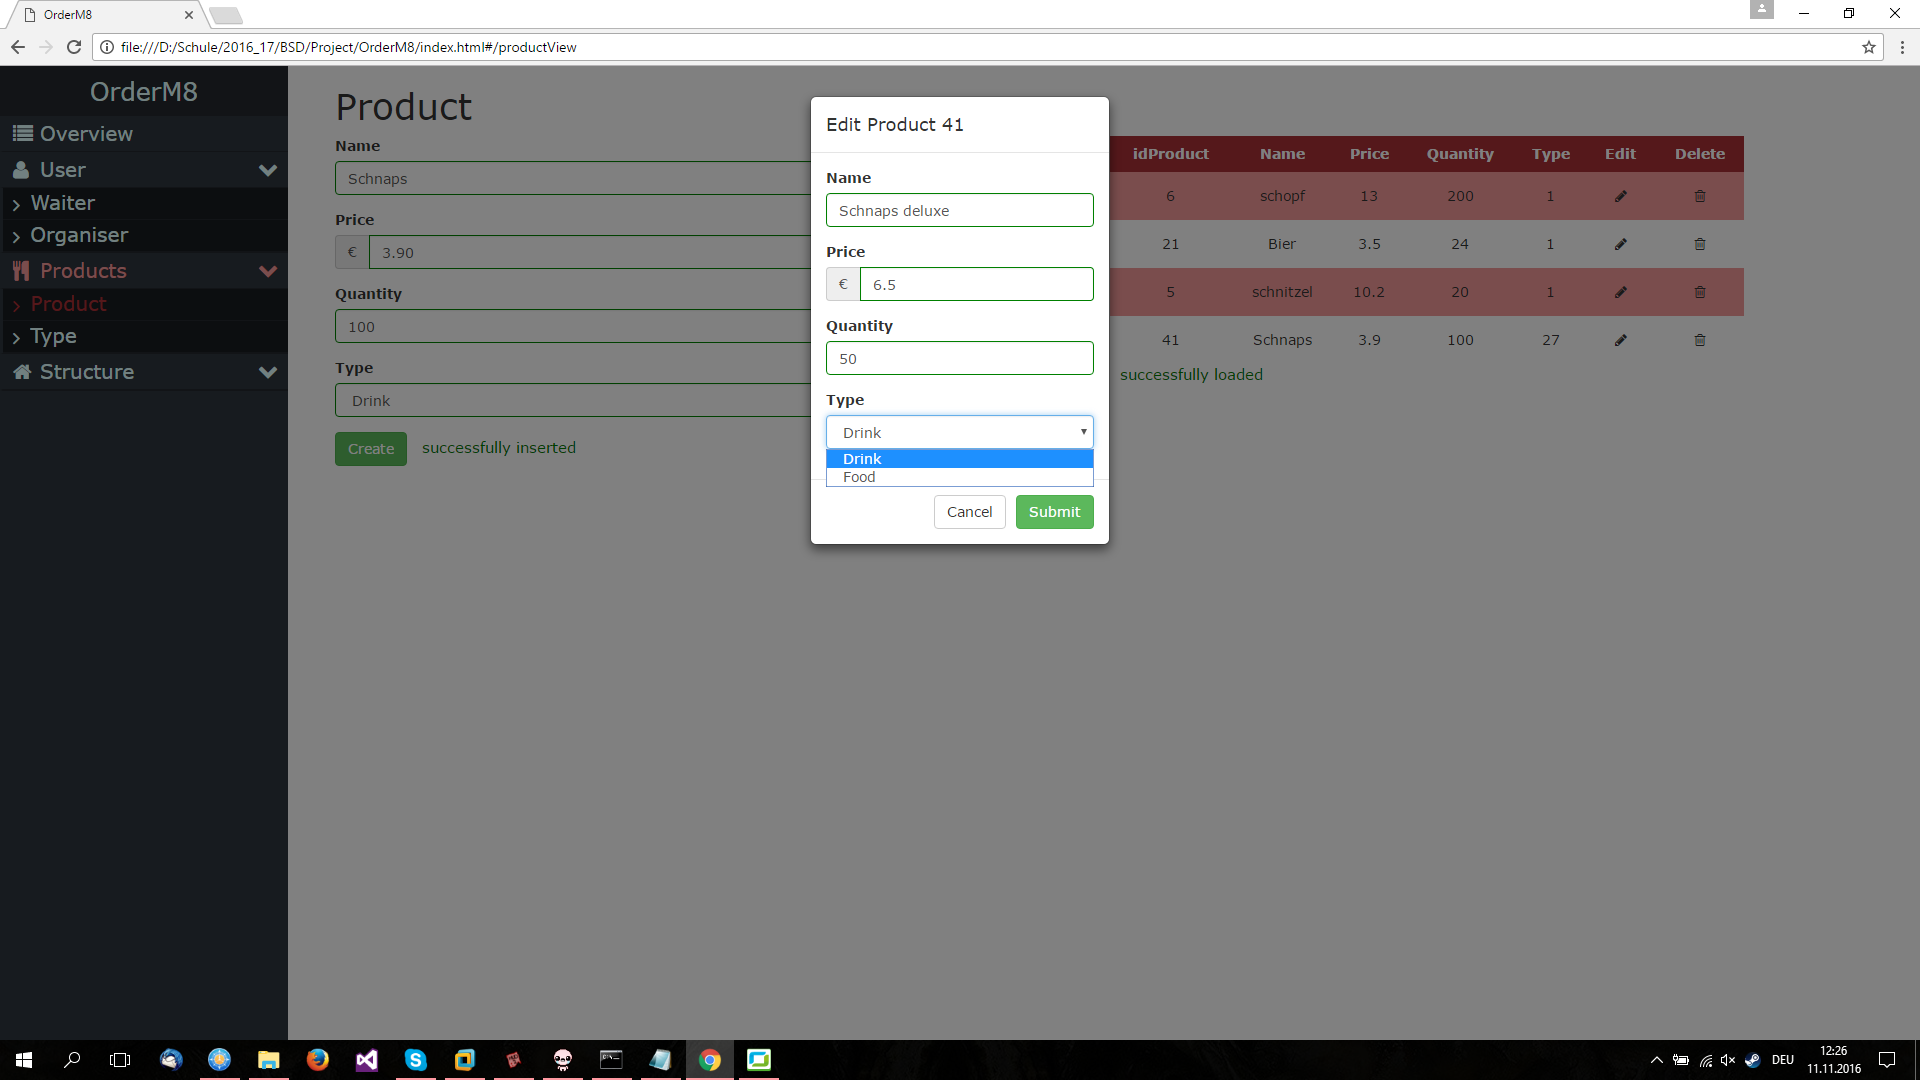 OrderM8
file:///D:/Schule/2016_17/BSD/Project/OrderM8/index.html#/productView
OrderM8
Overview
User
Waiter
Organiser
Products
Product
Type
Structure
Product
Name
Schnaps
Price
€ 3.90
Quantity
100
Type
Drink
Create successfully inserted
Edit Product 41
Name
Schnaps deluxe
Price
€ 6.5
Quantity
50
Type
Drink
Drink
Food
Cancel Submit
idProduct Name Price Quantity Type Edit Delete
6 schopf 13 200 1
21 Bier 3.5 24 1
5 schnitzel 10.2 20 1
41 Schnaps 3.9 100 27
successfully loaded
DEU
12:26
11.11.2016